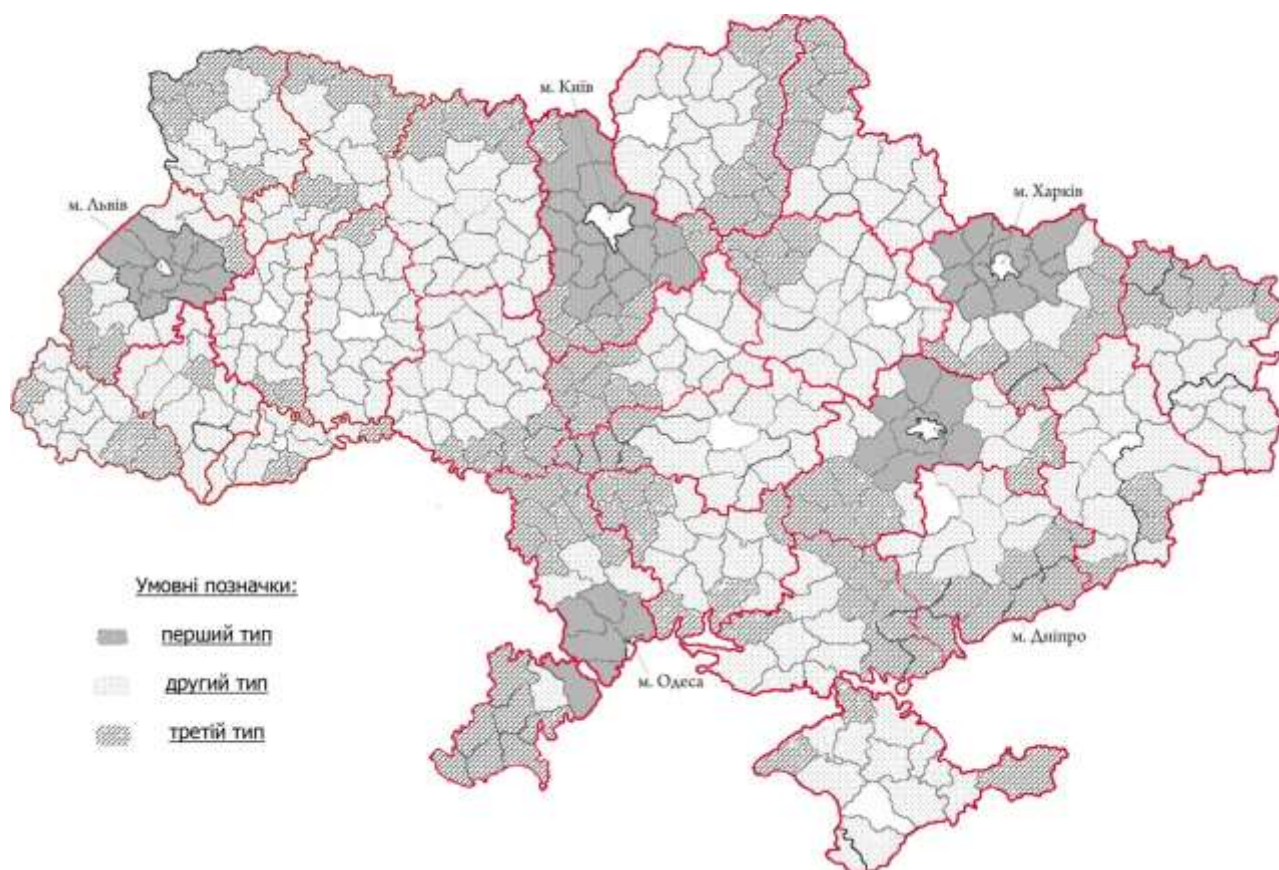 м. Київ
м. Харків
м. Львів
Умовні позначки:
перший тип
м. Дніпро
м. Одеса
другий тип
третій тип